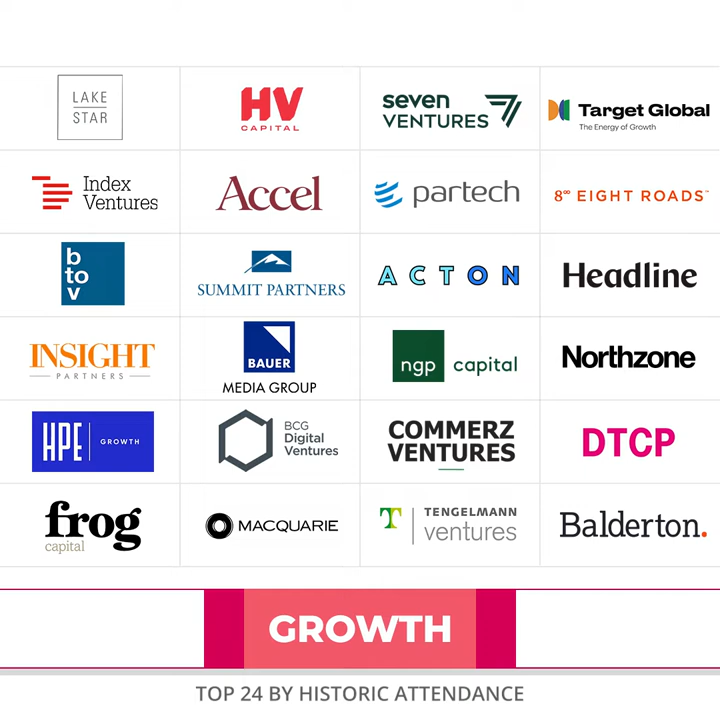 LAKE
STAR
HV
CAPITAL
seven
VENTURES
Target Global
The Energy of Growth
Index
Ventures
Accel
partech
8∞ EIGHT ROADS™
b
to
v
SUMMIT PARTNERS
ACTON
Headline
INSIGHT
PARTNERS
BAUER
MEDIA GROUP
ngp capital
Northzone
HPE GROWTH
BCG
Digital
Ventures
COMMERZ
VENTURES
DTCP
frog
capital
MACQUARIE
T TENGELMANN
ventures
Balderton.
GROWTH
TOP 24 BY HISTORIC ATTENDANCE